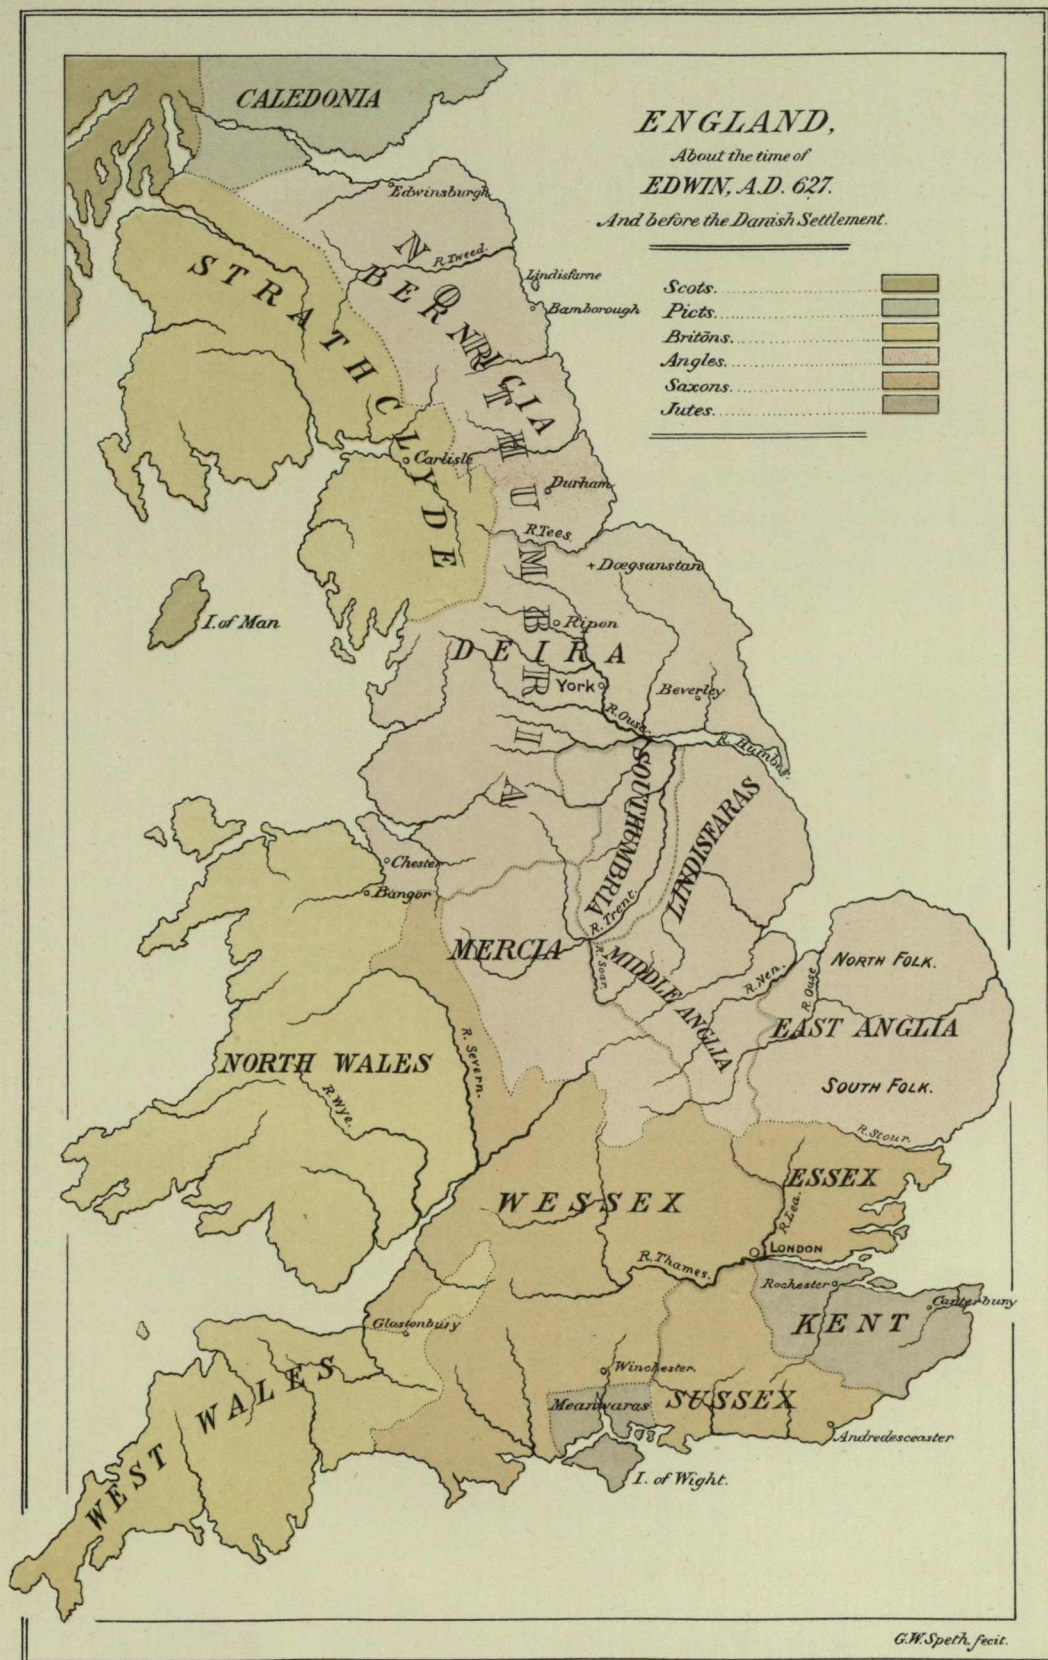 CALEDONIA
ENGLAND,
About the time of
EDWIN, A.D. 627.
And before the Danish Settlement.
Scots.
Picts.
Britōns.
Angles.
Saxons.
Jutes.
Edwinsburgh
STRATHCLYDE
NORTHUMBRIA
BERNICIA
R. Tweed.
Lindisfarne
Bamborough
Carlisle
Durham
R. Tees.
+ Dœgsanstan
I. of Man
Ripon
DEIRA
York
Beverley
R. Ouse.
R. Humber.
SOUTHUMBRIA
LINDISFARAS
Chester
Bangor
R. Trent.
MERCIA
R. Soar.
MIDDLE ANGLIA
R. Nen.
R. Ouse
NORTH FOLK.
EAST ANGLIA
SOUTH FOLK.
NORTH WALES
R. Severn.
R. Wye.
R. Stour.
WESSEX
ESSEX
R. Lea.
LONDON
R. Thames.
Rochester
Canterbuny
KENT
Glastonbury
Winchester.
Meanwaras
SUSSEX
Andredesceaster
WEST WALES
I. of Wight.
G.W. Speth. fecit.